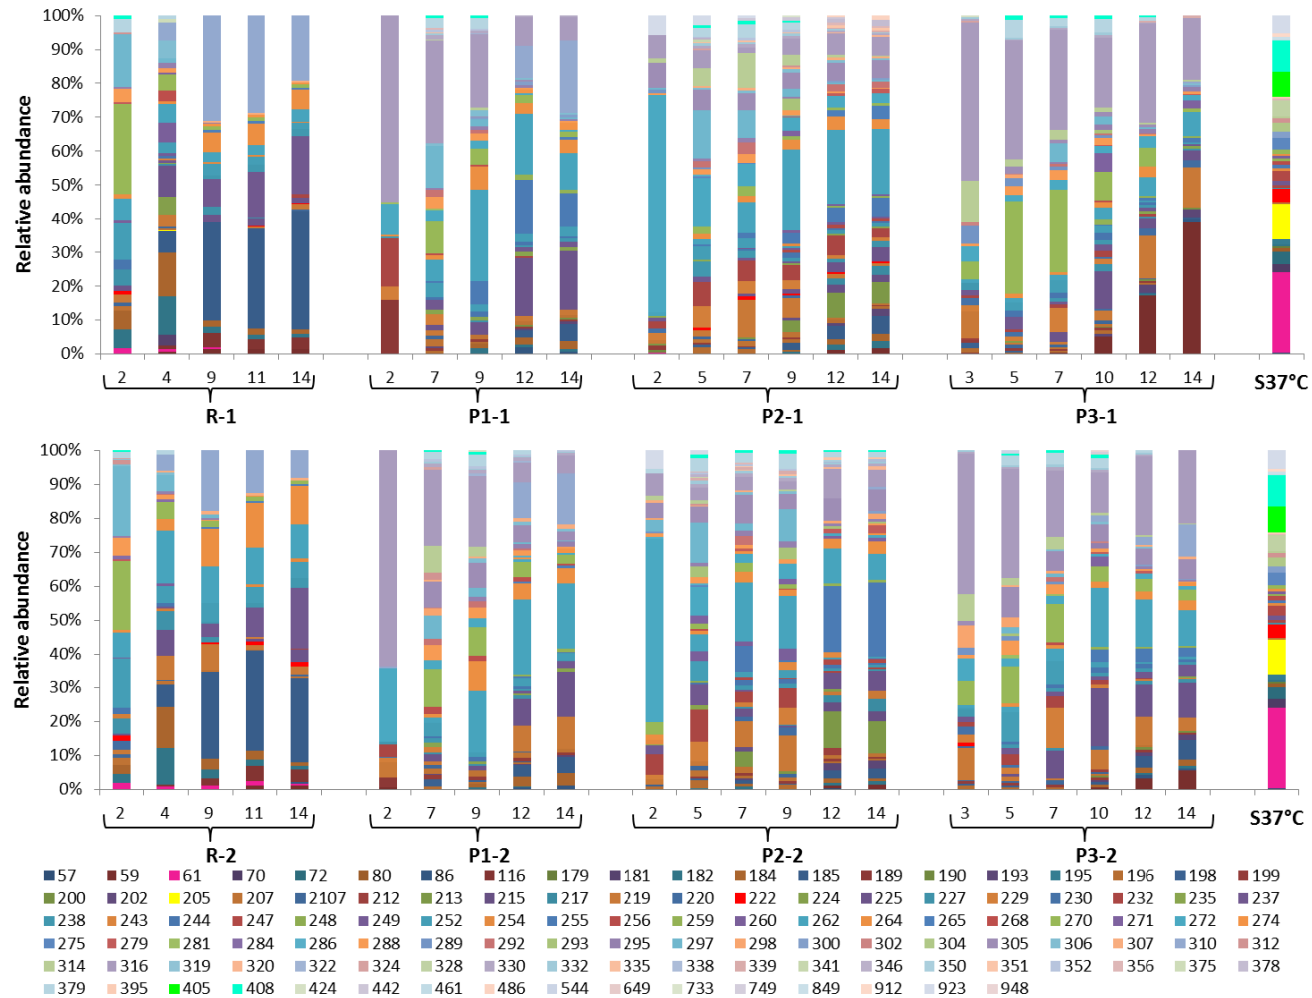 100%
90%
80%
70%
60%
50%
40%
30%
20%
10%
0%
Relative abundance
2 4 9 11 14 2 7 9 12 14 2 5 7 9 12 14 3 5 7 10 12 14 S37°C
R-1 P1-1 P2-1 P3-1
100%
90%
80%
70%
60%
50%
40%
30%
20%
10%
0%
Relative abundance
2 4 9 11 14 2 7 9 12 14 2 5 7 9 12 14 3 5 7 10 12 14 S37°C
R-2 P1-2 P2-2 P3-2
57 59 61 70 72 80 86 116 179 181 182 184 185 189 190 193 195 196 198 199
200 202 205 207 2107 212 213 215 217 219 220 222 224 225 227 229 230 232 235 237
238 243 244 247 248 249 252 254 255 256 259 260 262 264 265 268 270 271 272 274
275 279 281 284 286 288 289 292 293 295 297 298 300 302 304 305 306 307 310 312
314 316 319 320 322 324 328 330 332 335 338 339 341 346 350 351 352 356 375 378
379 395 405 408 424 442 461 486 544 649 733 749 849 912 923 948